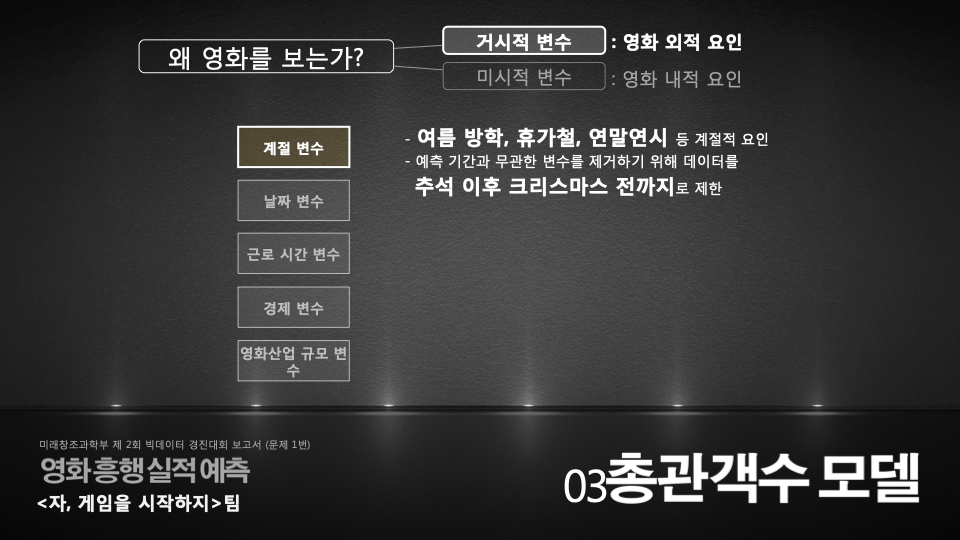 왜 영화를 보는가?
거시적 변수 : 영화 외적 요인
미시적 변수 : 영화 내적 요인
계절 변수
날짜 변수
근로 시간 변수
경제 변수
영화산업 규모 변
수
- 여름 방학, 휴가철, 연말연시 등 계절적 요인
- 예측 기간과 무관한 변수를 제거하기 위해 데이터를
추석 이후 크리스마스 전까지로 제한
미래창조과학부 제 2회 빅데이터 경진대회 보고서 (문제 1번)
영화 흥행 실적 예측
<자, 게임을 시작하지>팀
03총관객수 모델